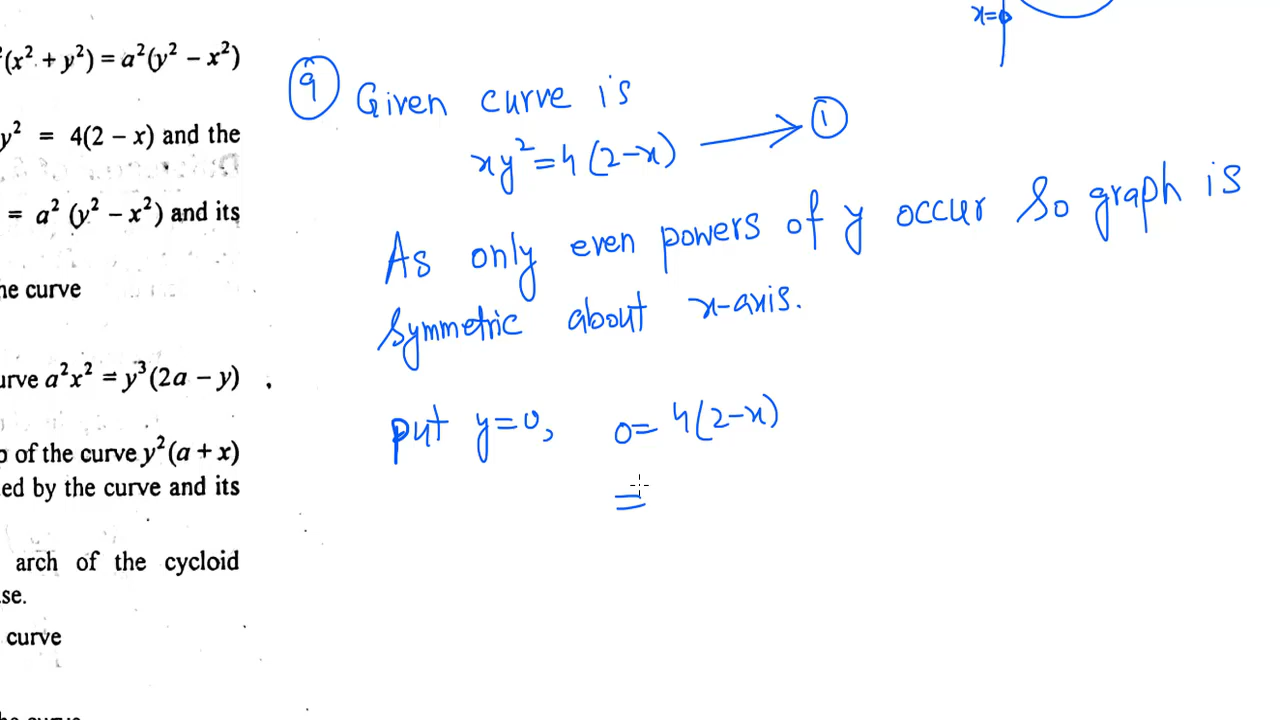 x=0
²(x² + y²) = a²(y² – x²)
y² = 4(2 – x) and the
= a² (y² – x²) and its
he curve
urve a²x² = y³(2a – y)
of the curve y²(a + x)
ed by the curve and its
arch of the cycloid
se.
curve
the curve
9 Given curve is
xy²=4(2-x) → 1
As only even powers of y occur so graph is
symmetric about x-axis.
put y=0, 0= 4(2-x)
=